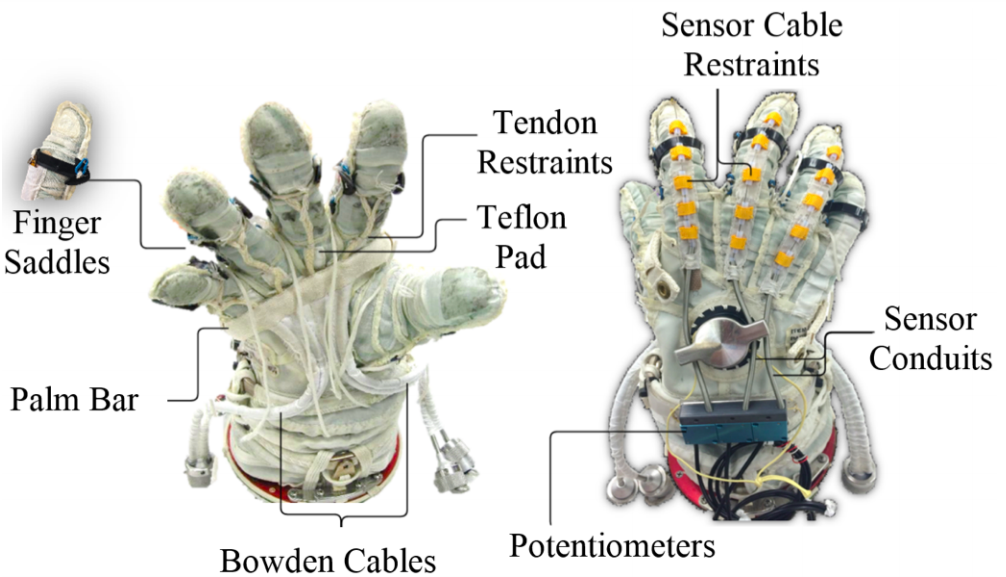 Sensor Cable
Restraints
Tendon
Restraints
Teflon
Pad
Finger
Saddles
Palm Bar
Sensor
Conduits
Bowden Cables
Potentiometers